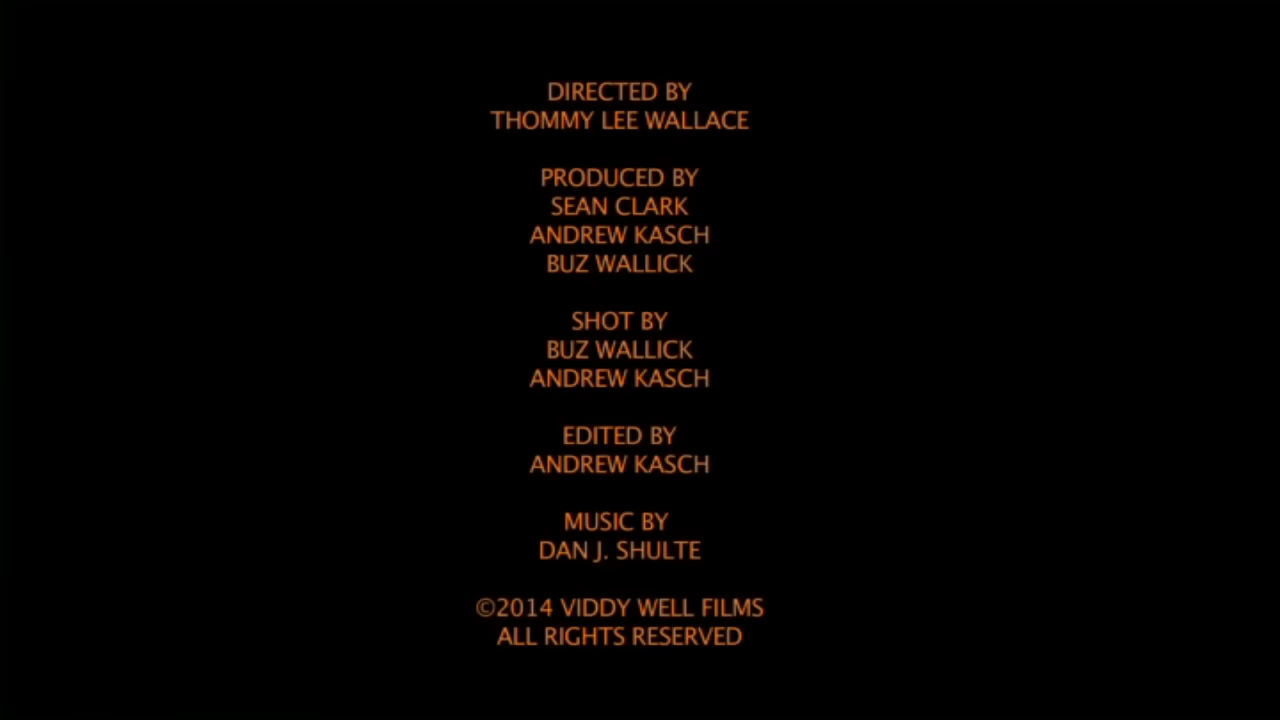 DIRECTED BY
THOMMY LEE WALLACE
PRODUCED BY
SEAN CLARK
ANDREW KASCH
BUZ WALLICK
SHOT BY
BUZ WALLICK
ANDREW KASCH
EDITED BY
ANDREW KASCH
MUSIC BY
DAN J. SHULTE
©2014 VIDDY WELL FILMS
ALL RIGHTS RESERVED